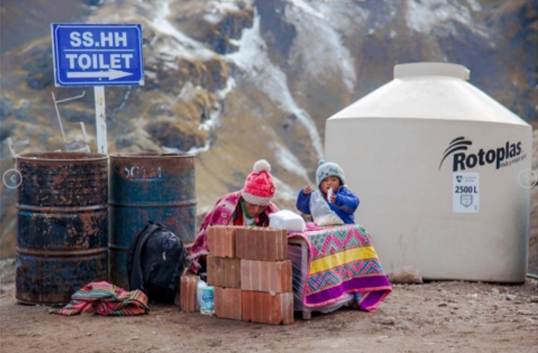 SS.HH
TOILET
Rotoplas
2500 L